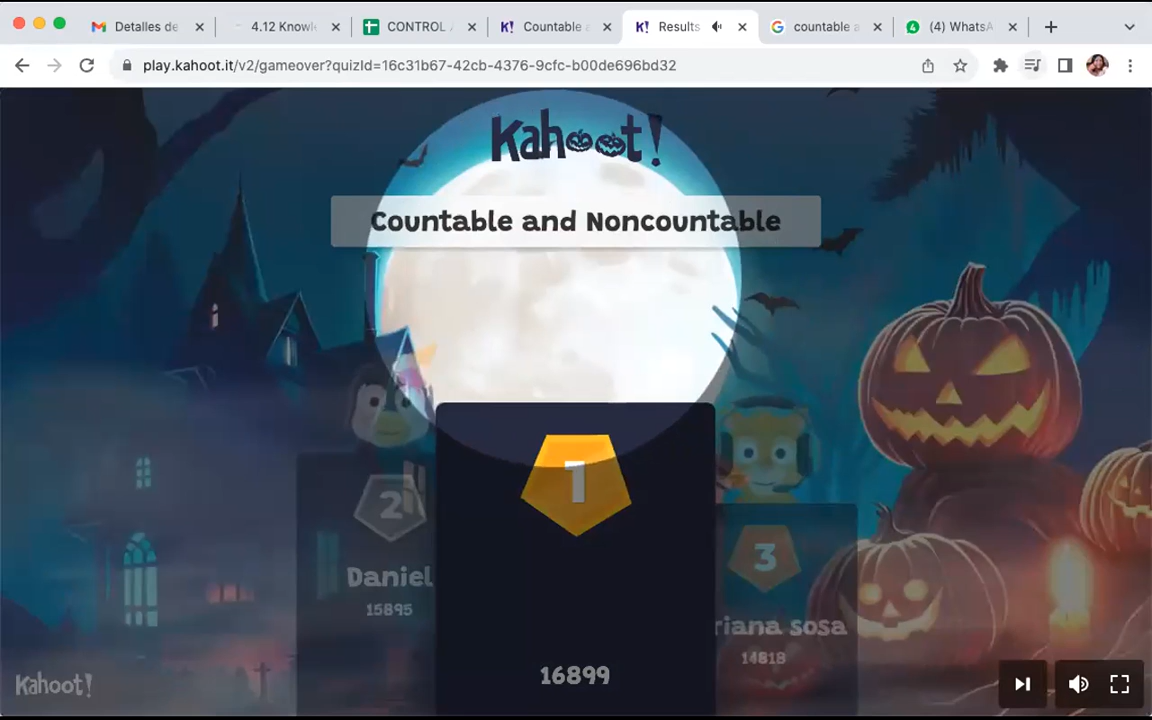 Detalles de
4.12 Knowl
CONTROL A
Countable a
Results
countable a
(4) WhatsA
play.kahoot.it/v2/gameover?quizId=16c31b67-42cb-4376-9cfc-b00de696bd32
Kahoot!
Countable and Noncountable
1
2
3
Daniel
15895
riana sosa
14818
16899
Kahoot!